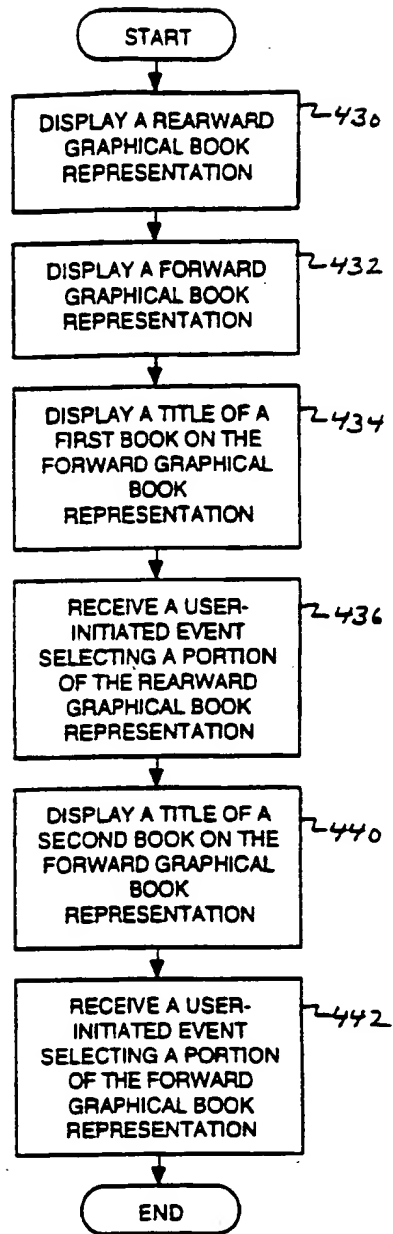 START
DISPLAY A REARWARD
GRAPHICAL BOOK
REPRESENTATION
430
DISPLAY A FORWARD
GRAPHICAL BOOK
REPRESENTATION
432
DISPLAY A TITLE OF A
FIRST BOOK ON THE
FORWARD GRAPHICAL
BOOK
REPRESENTATION
434
RECEIVE A USER-
INITIATED EVENT
SELECTING A PORTION
OF THE REARWARD
GRAPHICAL BOOK
REPRESENTATION
436
DISPLAY A TITLE OF A
SECOND BOOK ON THE
FORWARD GRAPHICAL
BOOK
REPRESENTATION
440
RECEIVE A USER-
INITIATED EVENT
SELECTING A PORTION
OF THE FORWARD
GRAPHICAL BOOK
REPRESENTATION
442
END